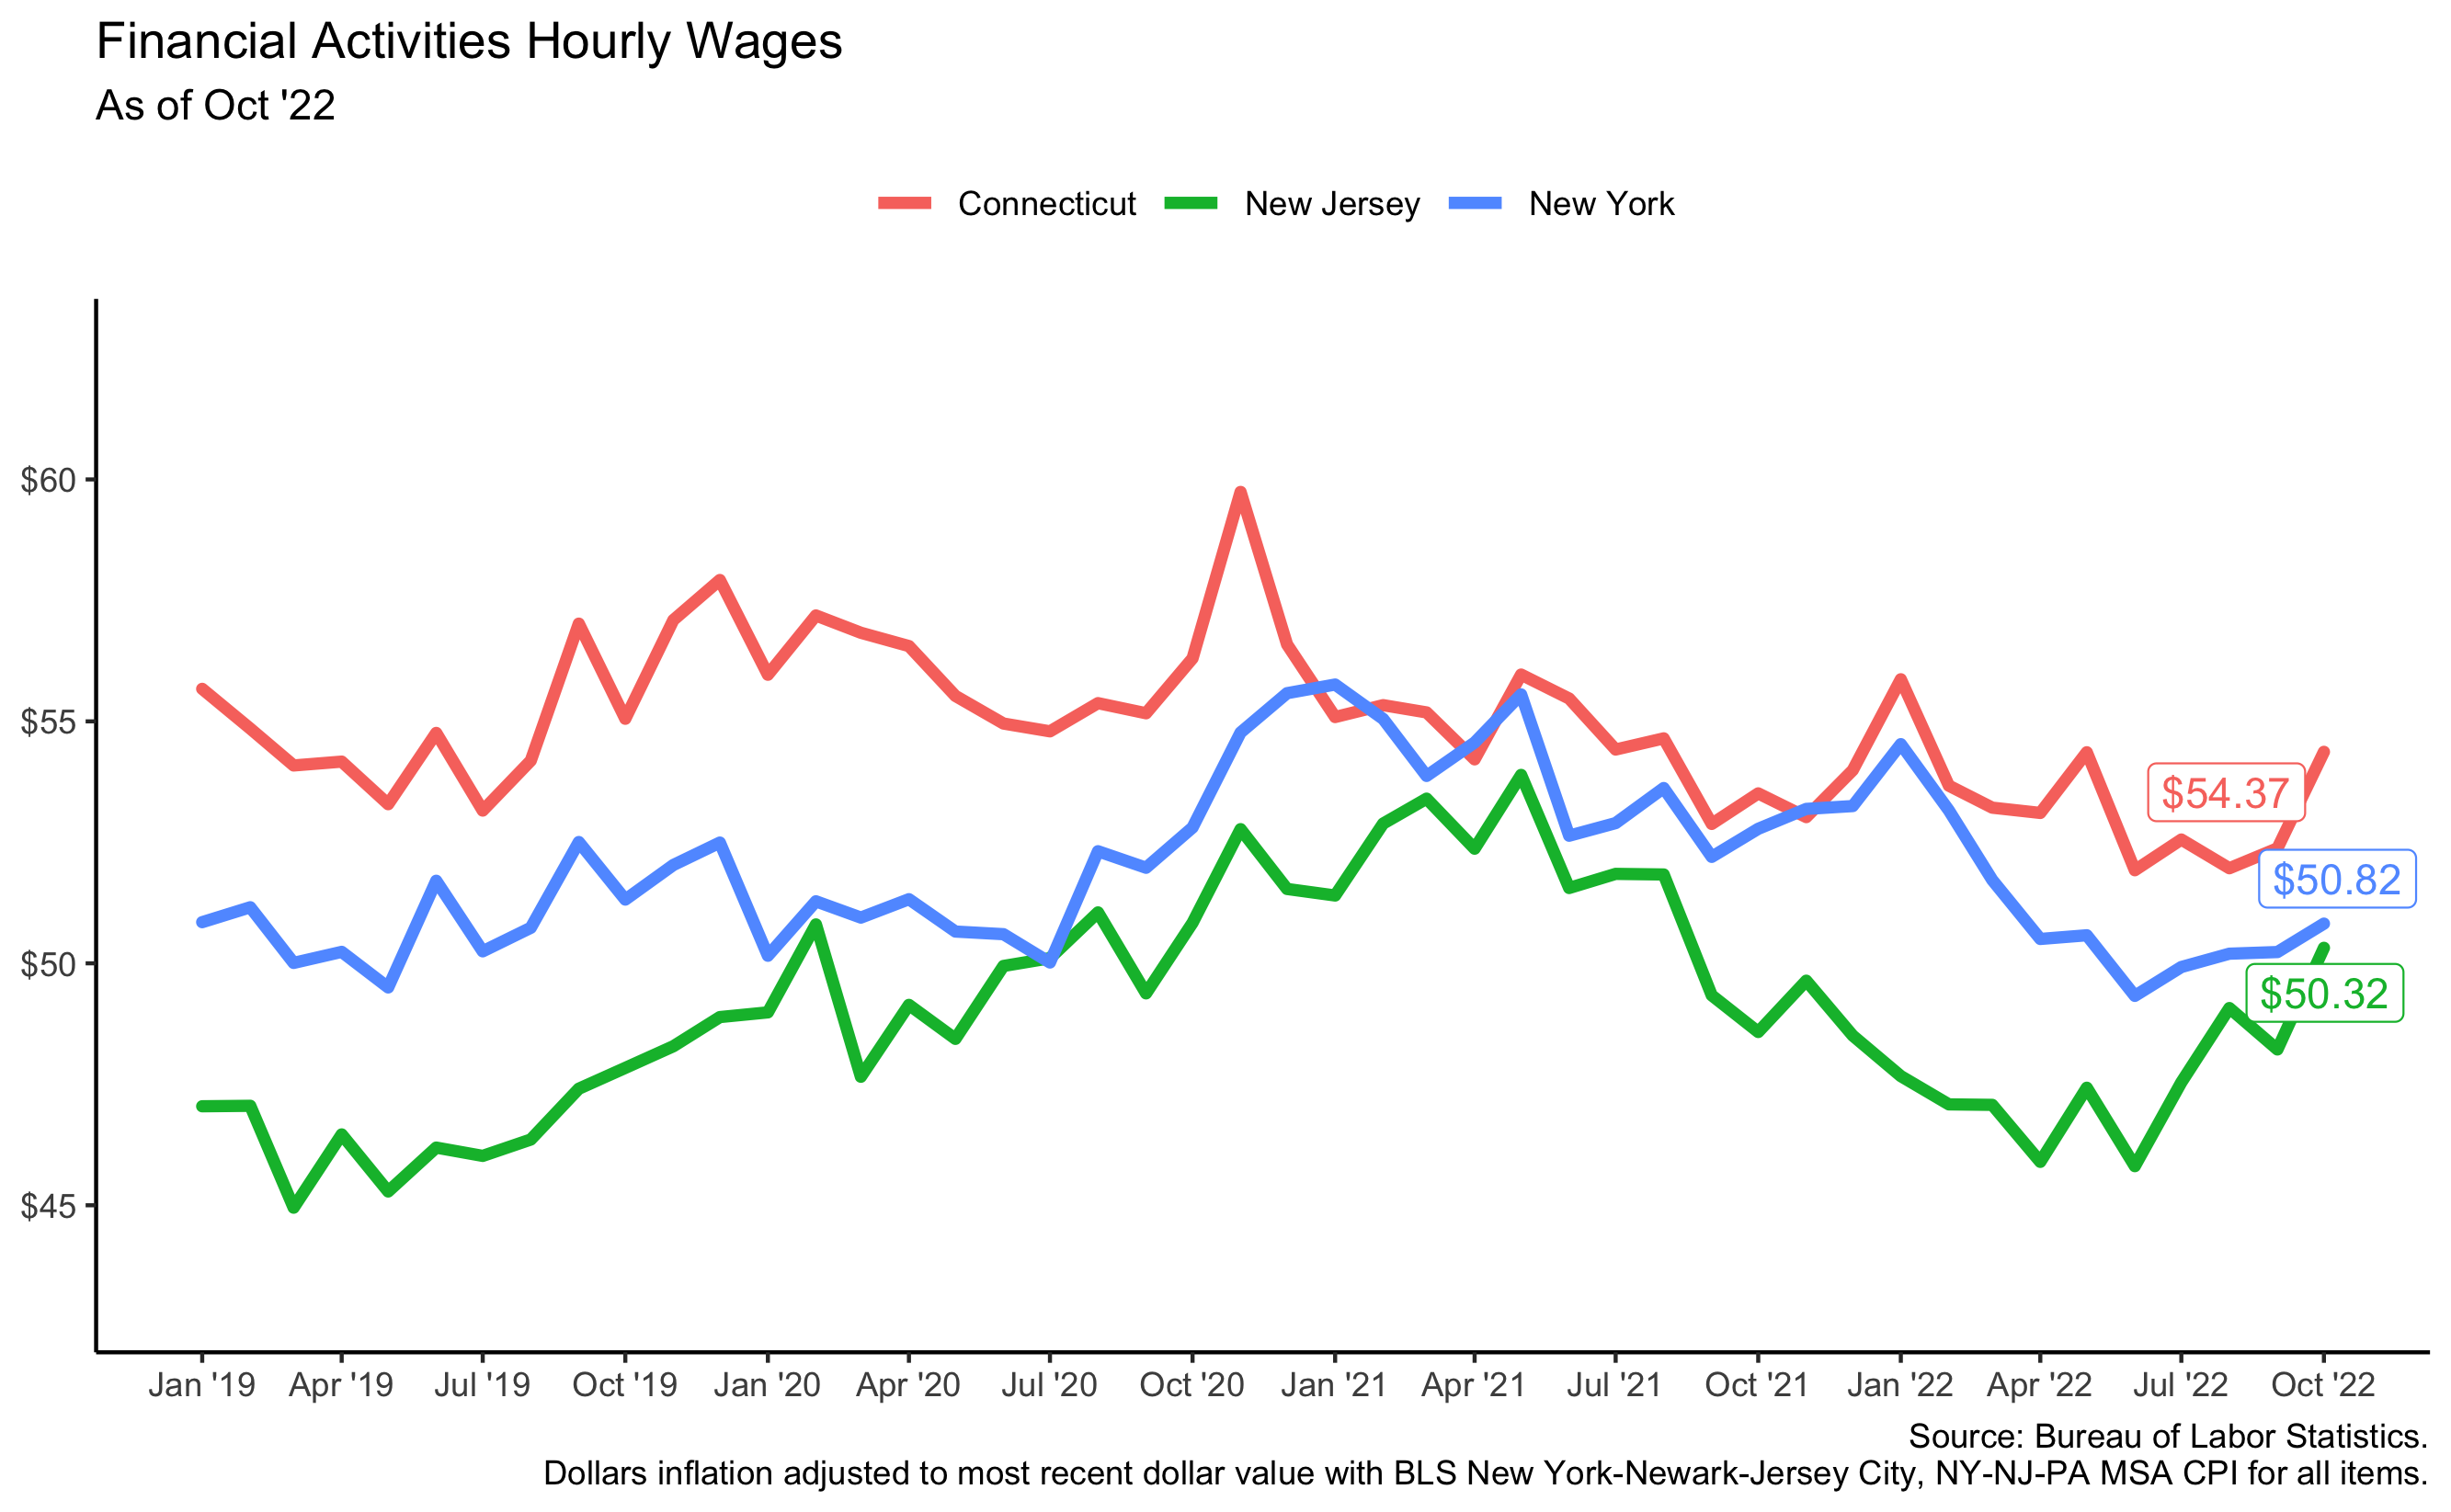 Financial Activities Hourly Wages
As of Oct '22
Connecticut New Jersey New York
$60
$55
$50
$45
$54.37
$50.82
$50.32
Jan '19 Apr '19 Jul '19 Oct '19 Jan '20 Apr '20 Jul '20 Oct '20 Jan '21 Apr '21 Jul '21 Oct '21 Jan '22 Apr '22 Jul '22 Oct '22
Source: Bureau of Labor Statistics.
Dollars inflation adjusted to most recent dollar value with BLS New York-Newark-Jersey City, NY-NJ-PA MSA CPI for all items.